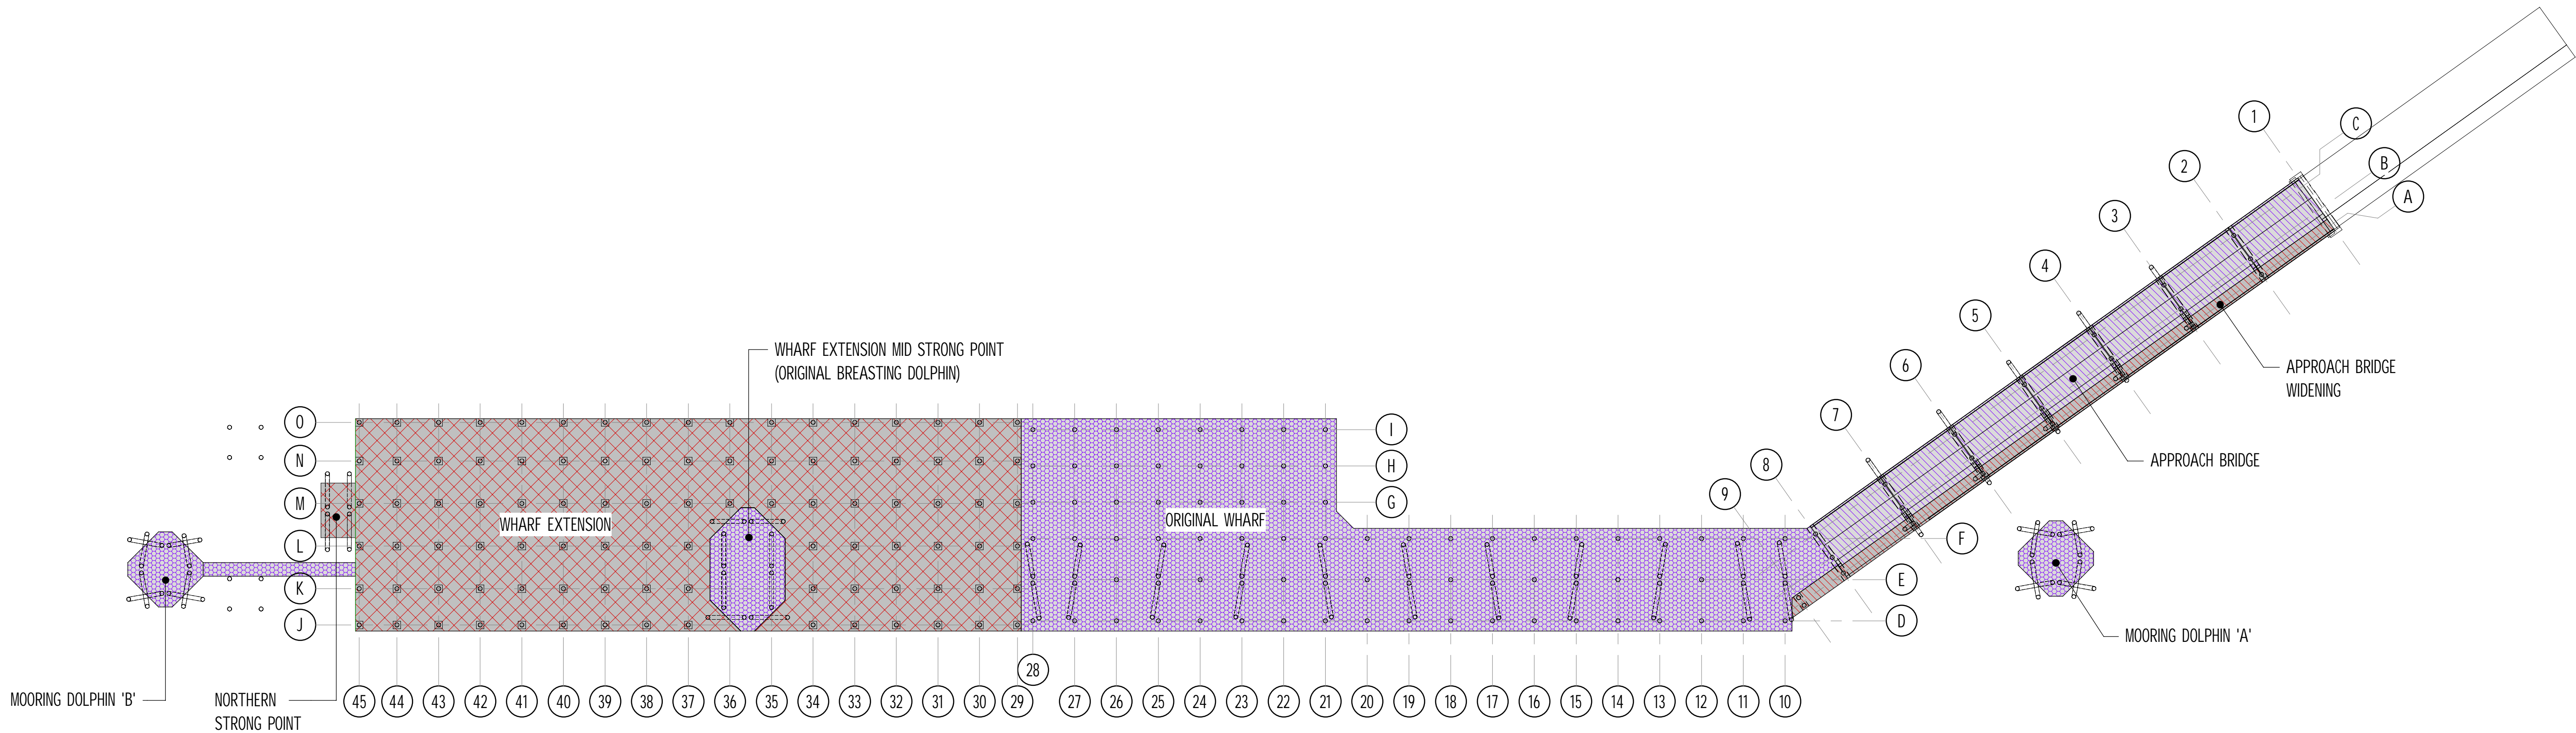 1
C
2
B
A
3
4
5
6
7
8
9
WHARF EXTENSION MID STRONG POINT
(ORIGINAL BREASTING DOLPHIN)
APPROACH BRIDGE
WIDENING
APPROACH BRIDGE
O
N
M
L
K
J
I
H
G
F
E
D
WHARF EXTENSION
ORIGINAL WHARF
MOORING DOLPHIN 'A'
MOORING DOLPHIN 'B'
NORTHERN
STRONG POINT
28
45 44 43 42 41 40 39 38 37 36 35 34 33 32 31 30 29 27 26 25 24 23 22 21 20 19 18 17 16 15 14 13 12 11 10